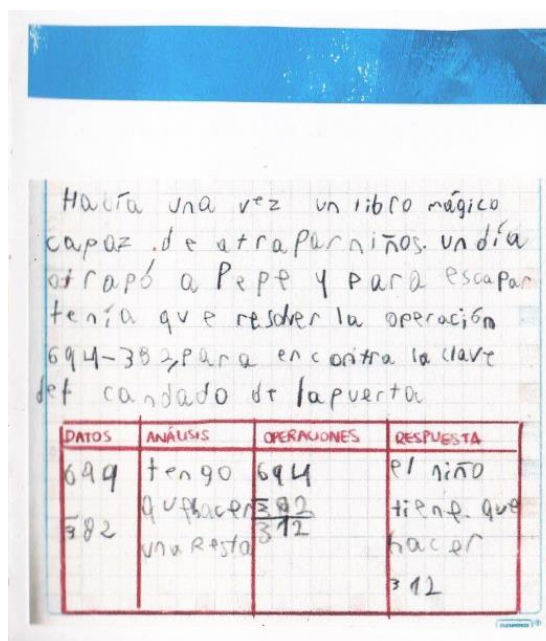 Había una vez un libro mágico
capaz de atrapar niños. un día
atrapó a Pepe y para escapar
tenía que resolver la operación
694-382, para encontra la clave
del candado de la puerta
DATOS ANÁLISIS OPERACIONES RESPUESTA
694 tengo 694 el niño
-382 que hacer -382 tiene que
una Resta 312 hacer
312